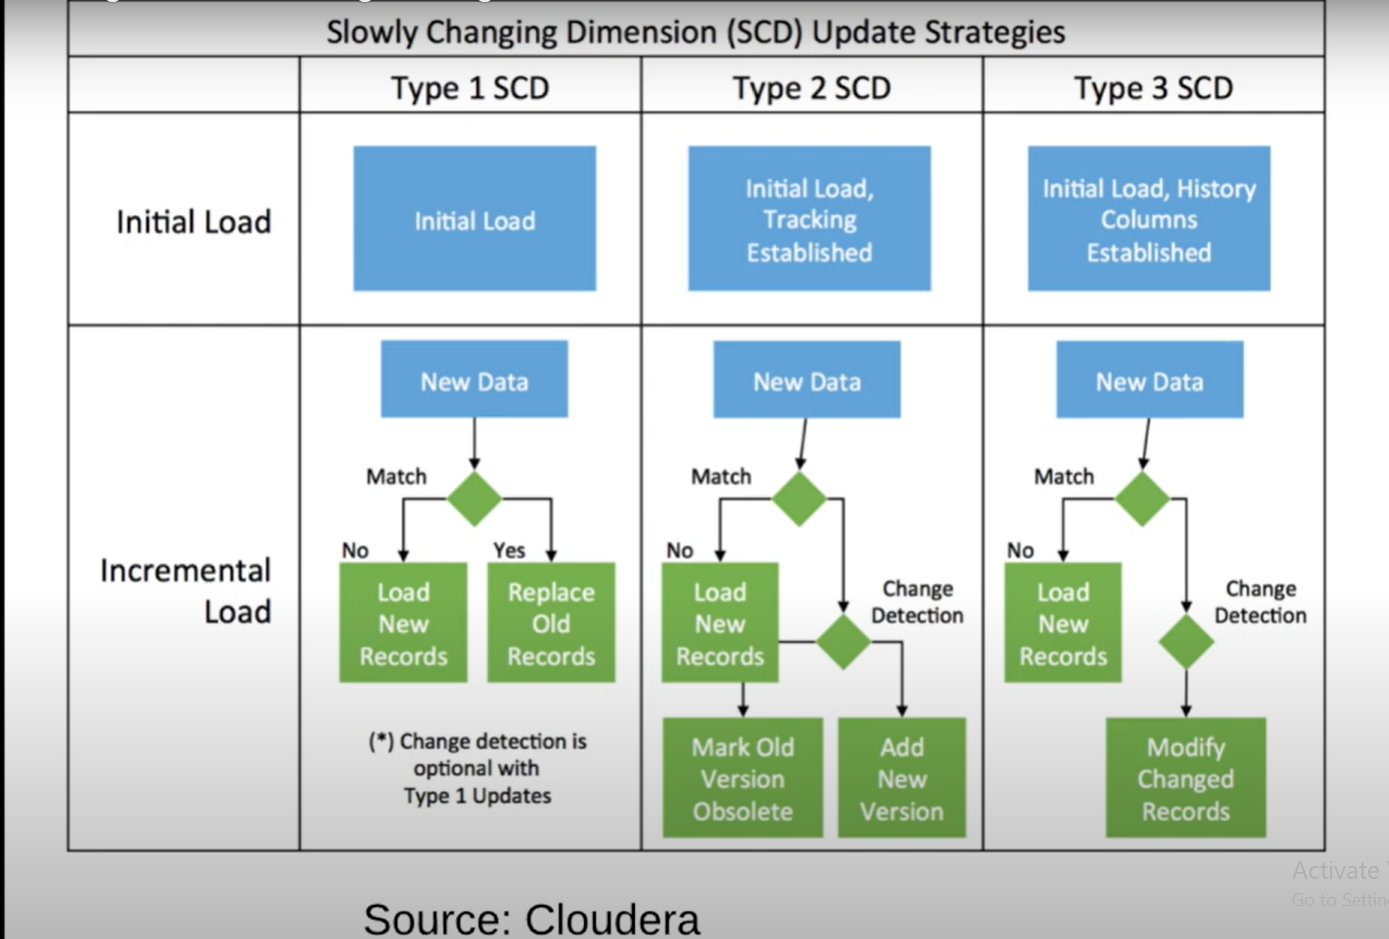 Slowly Changing Dimension (SCD) Update Strategies
Type 1 SCD
Type 2 SCD
Type 3 SCD
Initial Load
Initial Load
Initial Load,
Tracking
Established
Initial Load, History
Columns
Established
Incremental
Load
New Data
Match
No
Yes
Load
New
Records
Replace
Old
Records
(*) Change detection is
optional with
Type 1 Updates
New Data
Match
No
Load
New
Records
Change
Detection
Mark Old
Version
Obsolete
Add
New
Version
New Data
Match
No
Load
New
Records
Change
Detection
Modify
Changed
Records
Activate
Go to Settin
Source: Cloudera